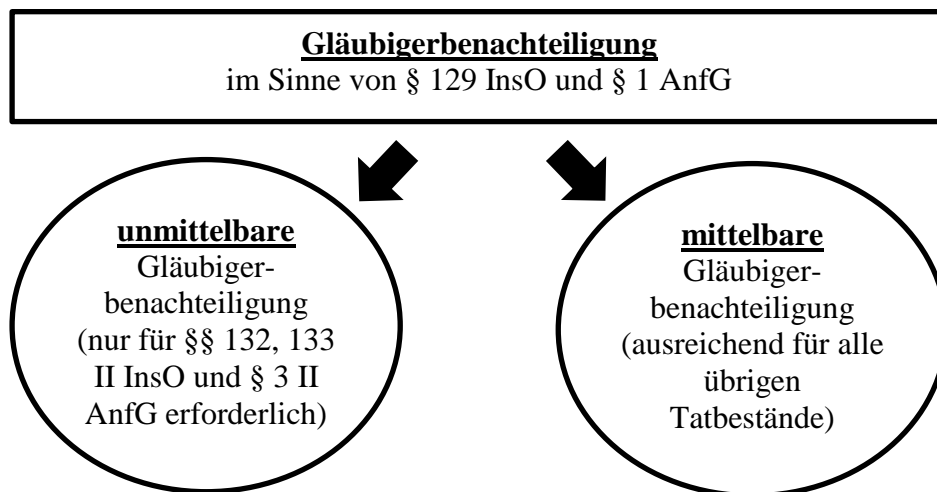 Gläubigerbenachteiligung
im Sinne von § 129 InsO und § 1 AnfG
unmittelbare
Gläubiger-
benachteiligung
(nur für §§ 132, 133
II InsO und § 3 II
AnfG erforderlich)
mittelbare
Gläubiger-
benachteiligung
(ausreichend für alle
übrigen
Tatbestände)